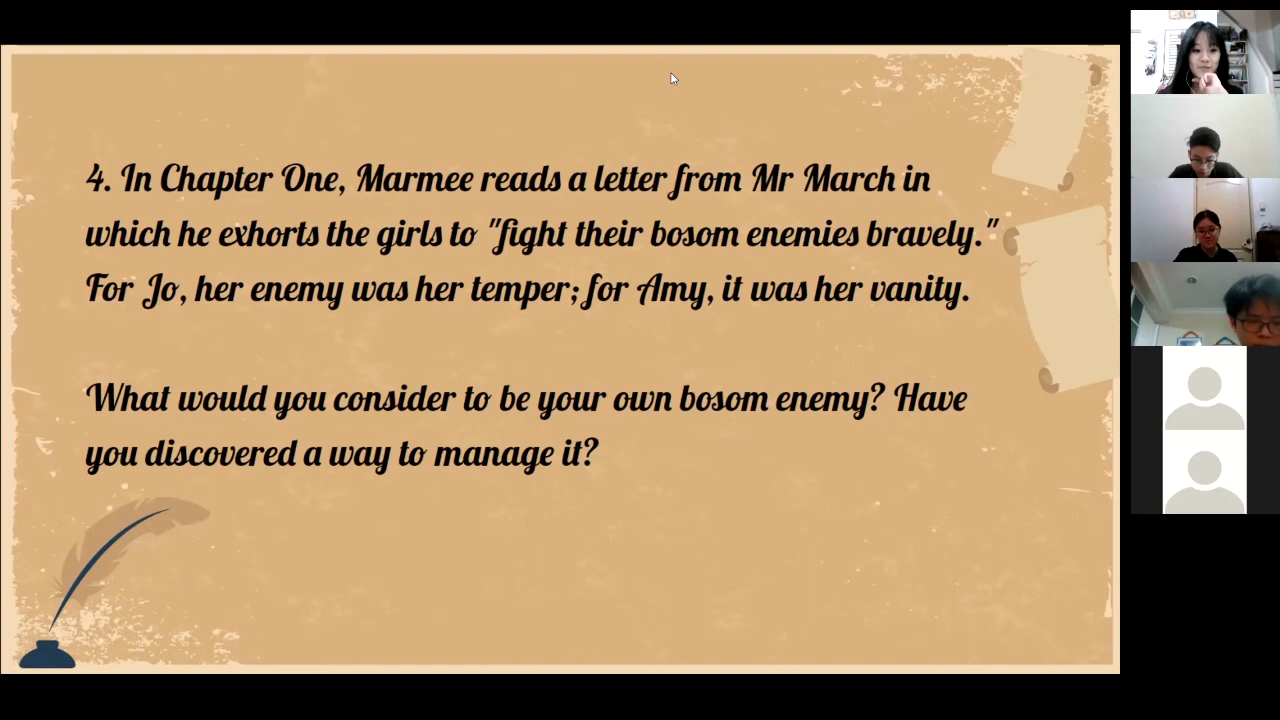 4. In Chapter One, Marmee reads a letter from Mr March in
which he exhorts the girls to "fight their bosom enemies bravely."
For Jo, her enemy was her temper; for Amy, it was her vanity.
What would you consider to be your own bosom enemy? Have
you discovered a way to manage it?